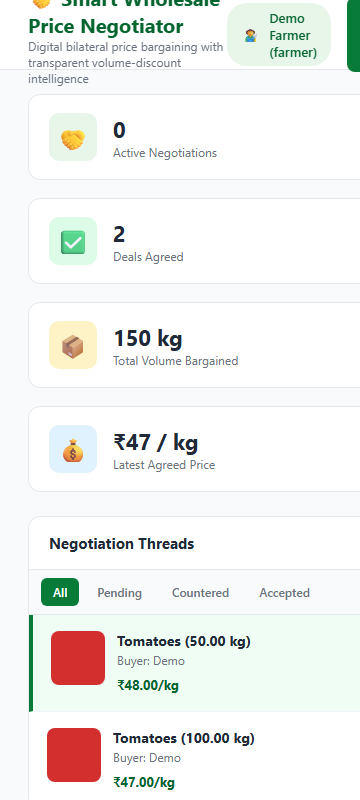 Smart Wholesale
Price Negotiator
Digital bilateral price bargaining with
transparent volume-discount
intelligence
Demo
Farmer
(farmer)
0
Active Negotiations
2
Deals Agreed
150 kg
Total Volume Bargained
₹47 / kg
Latest Agreed Price
Negotiation Threads
All Pending Countered Accepted
Tomatoes (50.00 kg)
Buyer: Demo
₹48.00/kg
Tomatoes (100.00 kg)
Buyer: Demo
₹47.00/kg